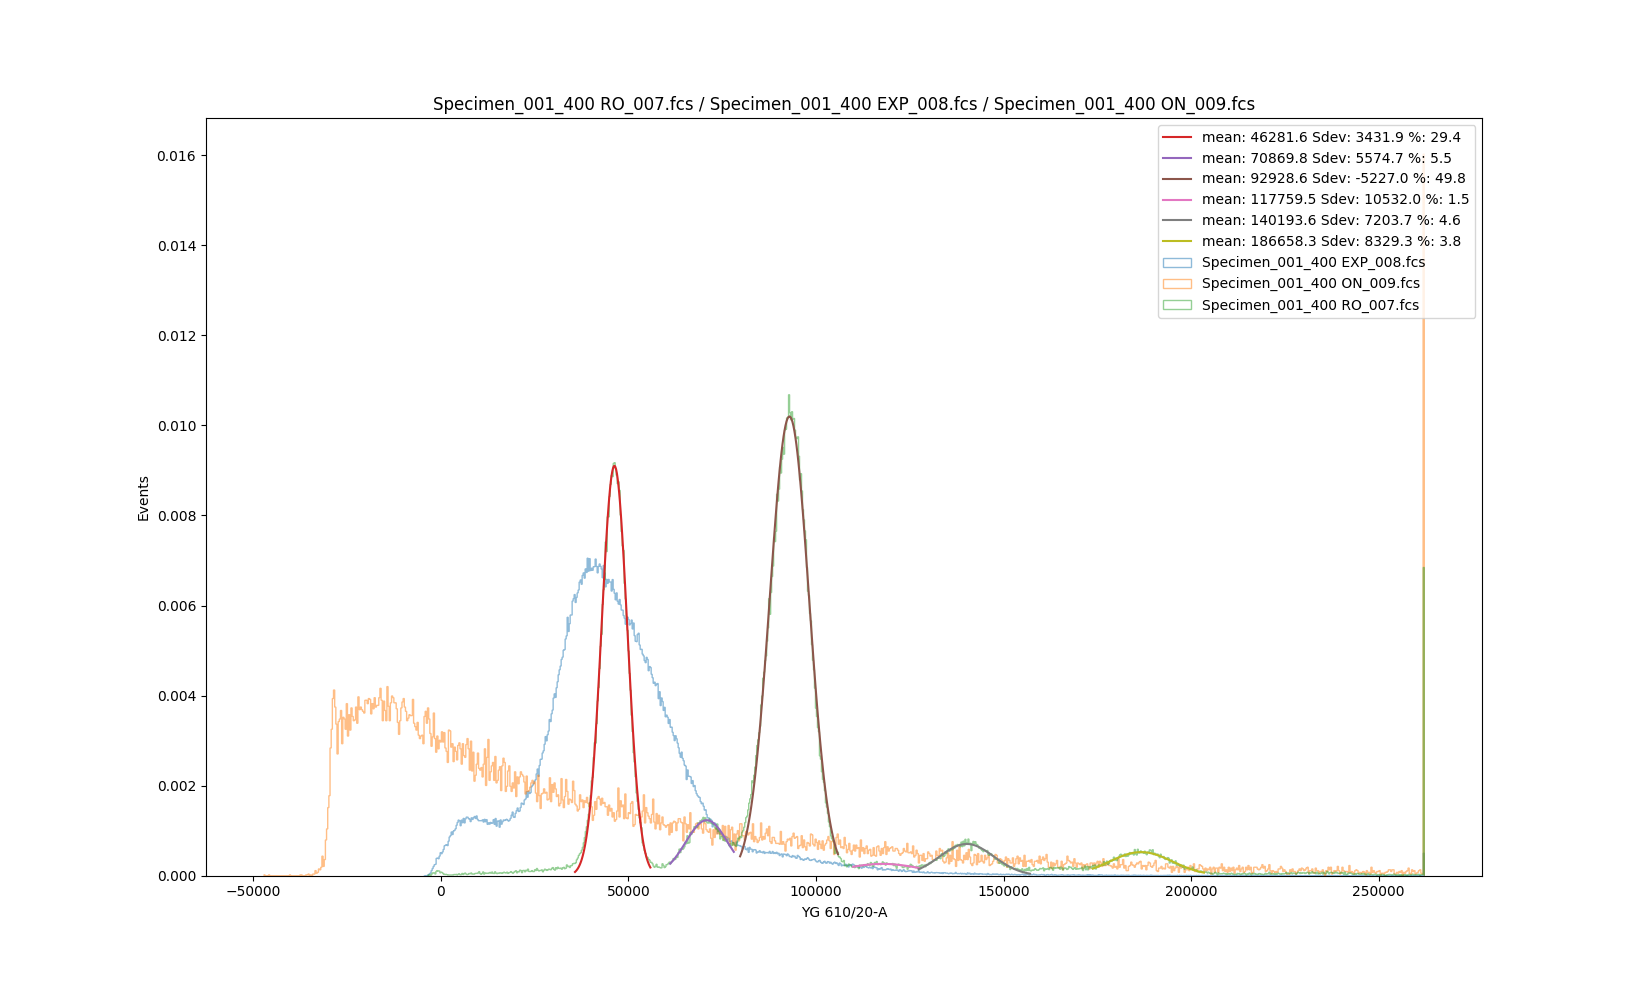 Specimen_001_400 RO_007.fcs / Specimen_001_400 EXP_008.fcs / Specimen_001_400 ON_009.fcs
mean: 46281.6 Sdev: 3431.9 %: 29.4
mean: 70869.8 Sdev: 5574.7 %: 5.5
mean: 92928.6 Sdev: -5227.0 %: 49.8
mean: 117759.5 Sdev: 10532.0 %: 1.5
mean: 140193.6 Sdev: 7203.7 %: 4.6
mean: 186658.3 Sdev: 8329.3 %: 3.8
Specimen_001_400 EXP_008.fcs
Specimen_001_400 ON_009.fcs
Specimen_001_400 RO_007.fcs
0.016
0.014
0.012
0.010
0.008
0.006
0.004
0.002
0.000
Events
−50000 0 50000 100000 150000 200000 250000
YG 610/20-A